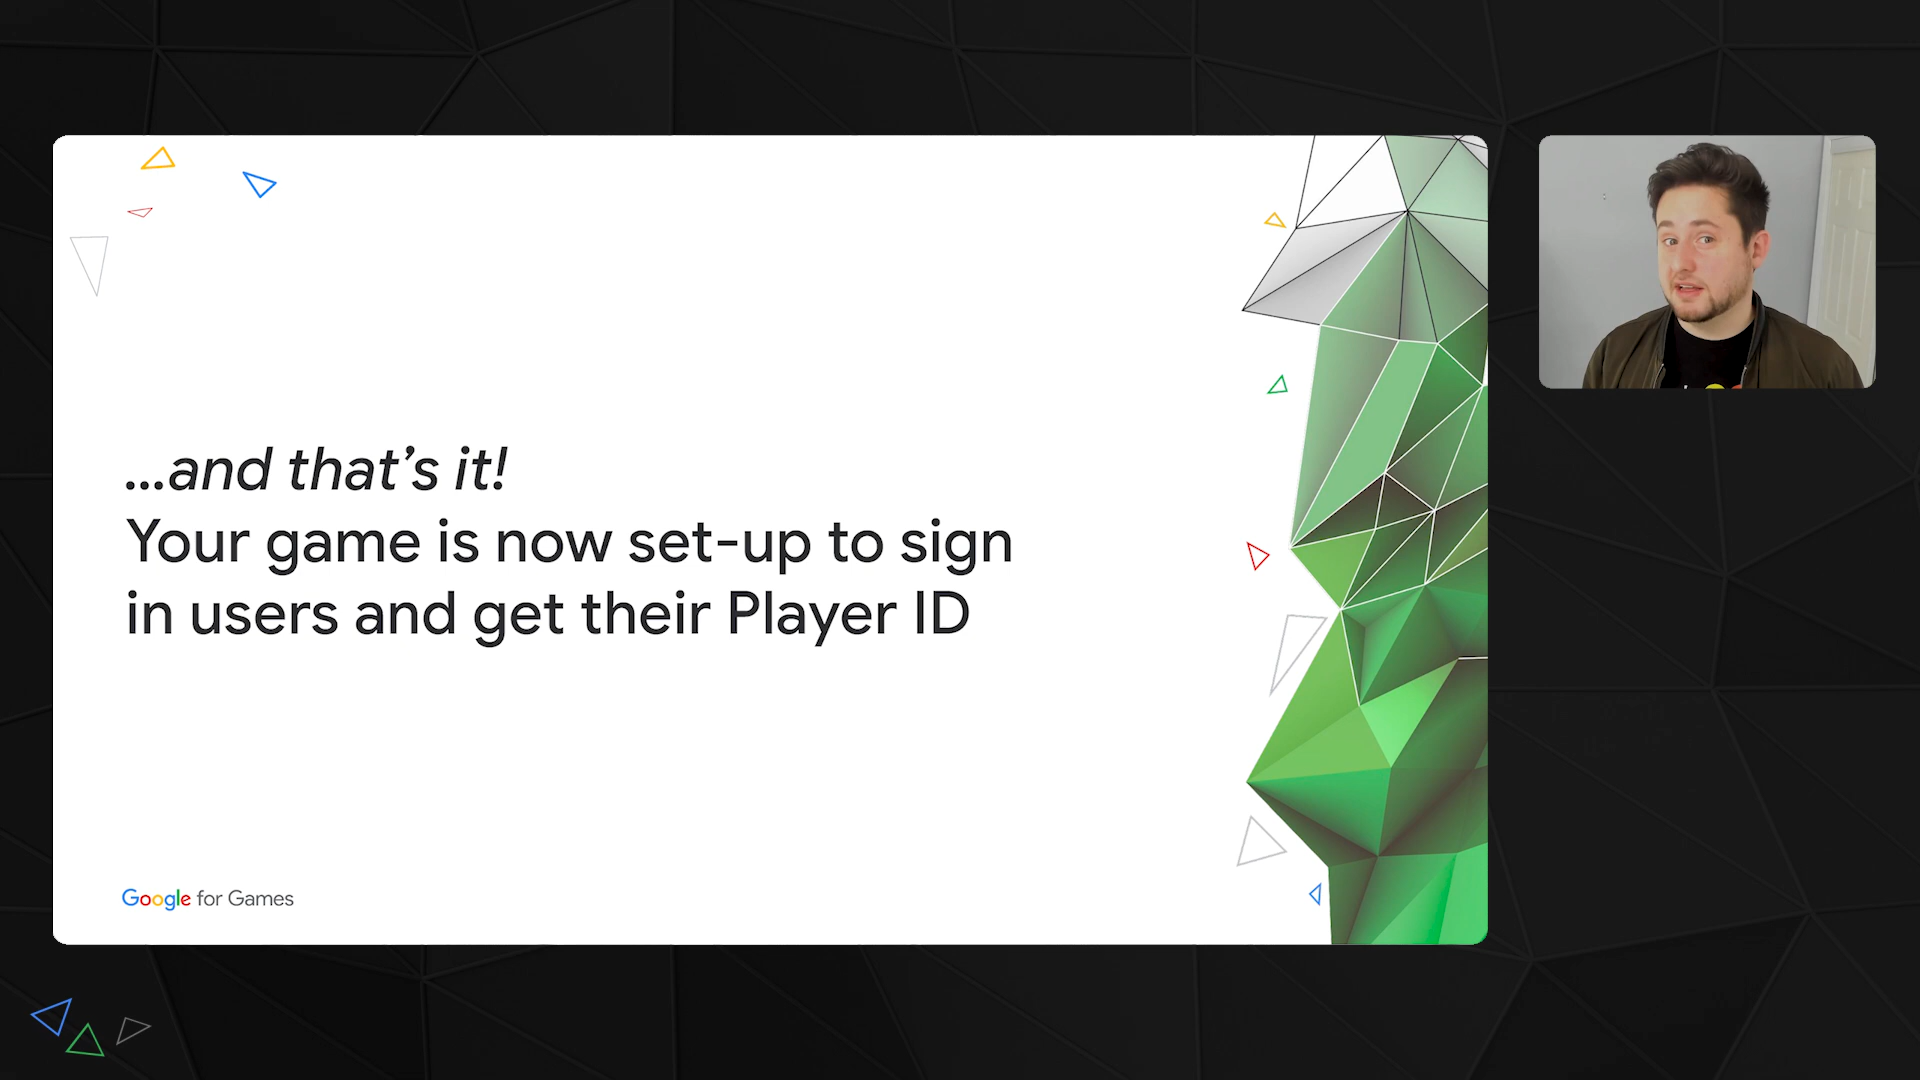 ...and that’s it!
Your game is now set-up to sign
in users and get their Player ID
Google for Games